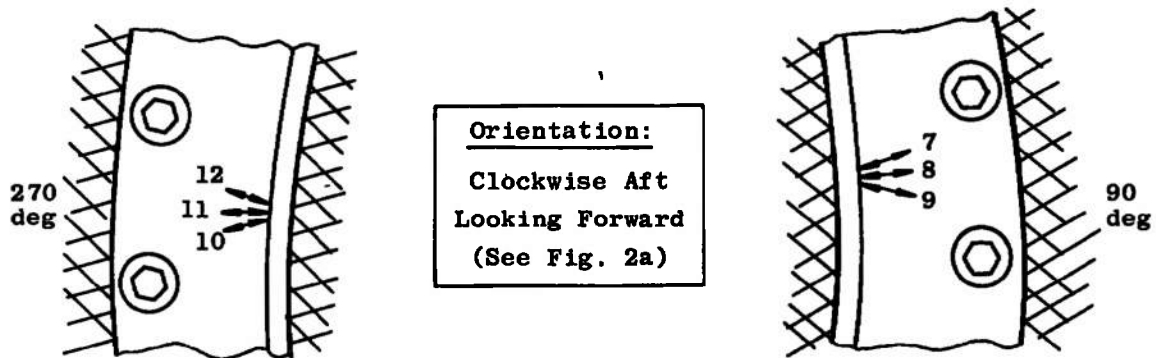 270
deg
12
11
10
Orientation:
Clockwise Aft
Looking Forward
(See Fig. 2a)
7
8
9
90
deg